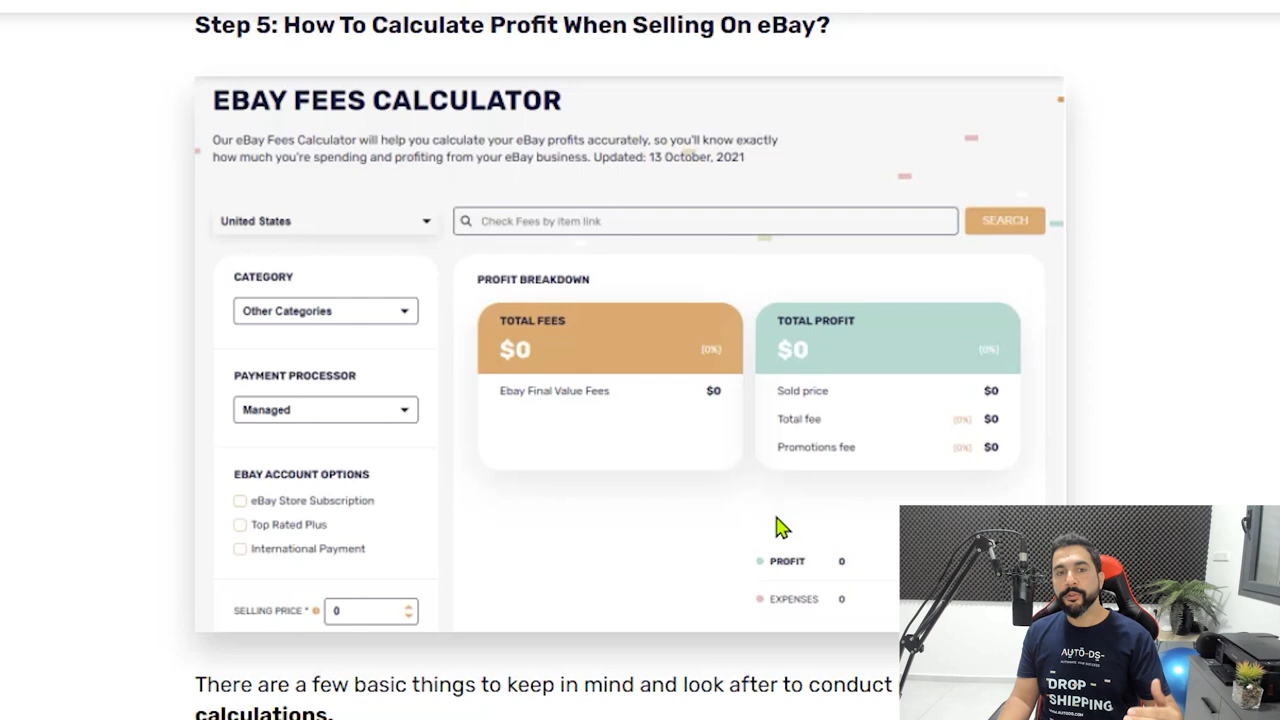 Step 5: How To Calculate Profit When Selling On eBay?
EBAY FEES CALCULATOR
Our eBay Fees Calculator will help you calculate your eBay profits accurately, so you'll know exactly
how much you're spending and profiting from your eBay business. Updated: 13 October, 2021
United States
Check Fees by item link
SEARCH
CATEGORY
Other Categories
PAYMENT PROCESSOR
Managed
EBAY ACCOUNT OPTIONS
eBay Store Subscription
Top Rated Plus
International Payment
SELLING PRICE * 0
PROFIT BREAKDOWN
TOTAL FEES
$0 (0%)
Ebay Final Value Fees $0
TOTAL PROFIT
$0 (0%)
Sold price $0
Total fee (0%) $0
Promotions fee (0%) $0
PROFIT 0
EXPENSES 0
There are a few basic things to keep in mind and look after to conduct
calculations.
AUTO-DS-
AUTOMATE YOUR SUCCESS
DROP -
- SHIPPING